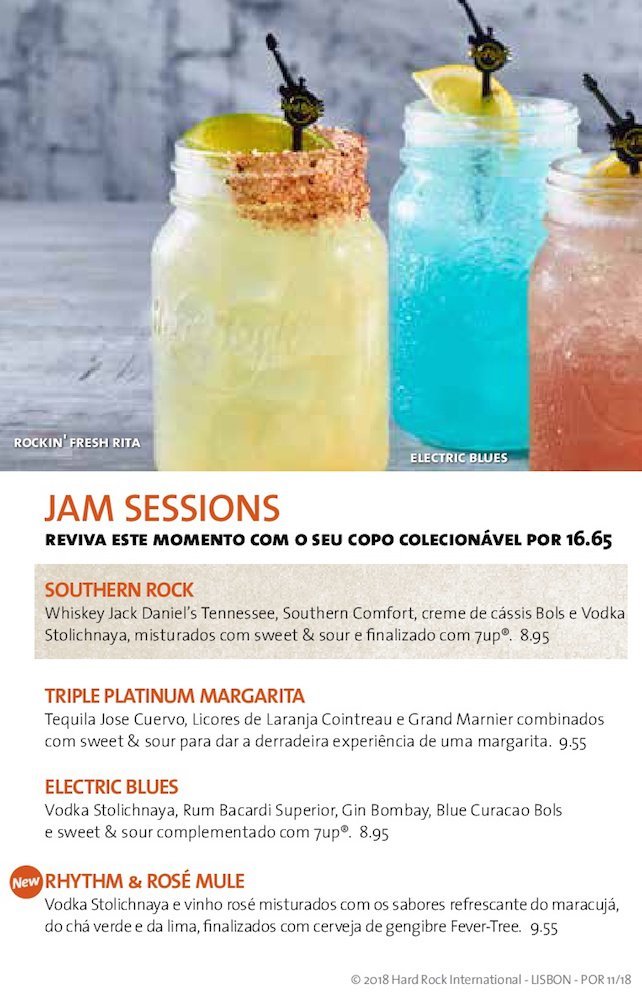 ROCKIN' FRESH RITA
ELECTRIC BLUES
JAM SESSIONS
REVIVA ESTE MOMENTO COM O SEU COPO COLECIONÁVEL POR 16.65
SOUTHERN ROCK
Whiskey Jack Daniel's Tennessee, Southern Comfort, creme de cássis Bols e Vodka
Stolichnaya, misturados com sweet & sour e finalizado com 7up®. 8.95
TRIPLE PLATINUM MARGARITA
Tequila Jose Cuervo, Licores de Laranja Cointreau e Grand Marnier combinados
com sweet & sour para dar a derradeira experiência de uma margarita. 9.55
ELECTRIC BLUES
Vodka Stolichnaya, Rum Bacardi Superior, Gin Bombay, Blue Curacao Bols
e sweet & sour complementado com 7up®. 8.95
New RHYTHM & ROSÉ MULE
Vodka Stolichnaya e vinho rosé misturados com os sabores refrescante do maracujá,
do chá verde e da lima, finalizados com cerveja de gengibre Fever-Tree. 9.55
© 2018 Hard Rock International - LISBON - POR 11/18